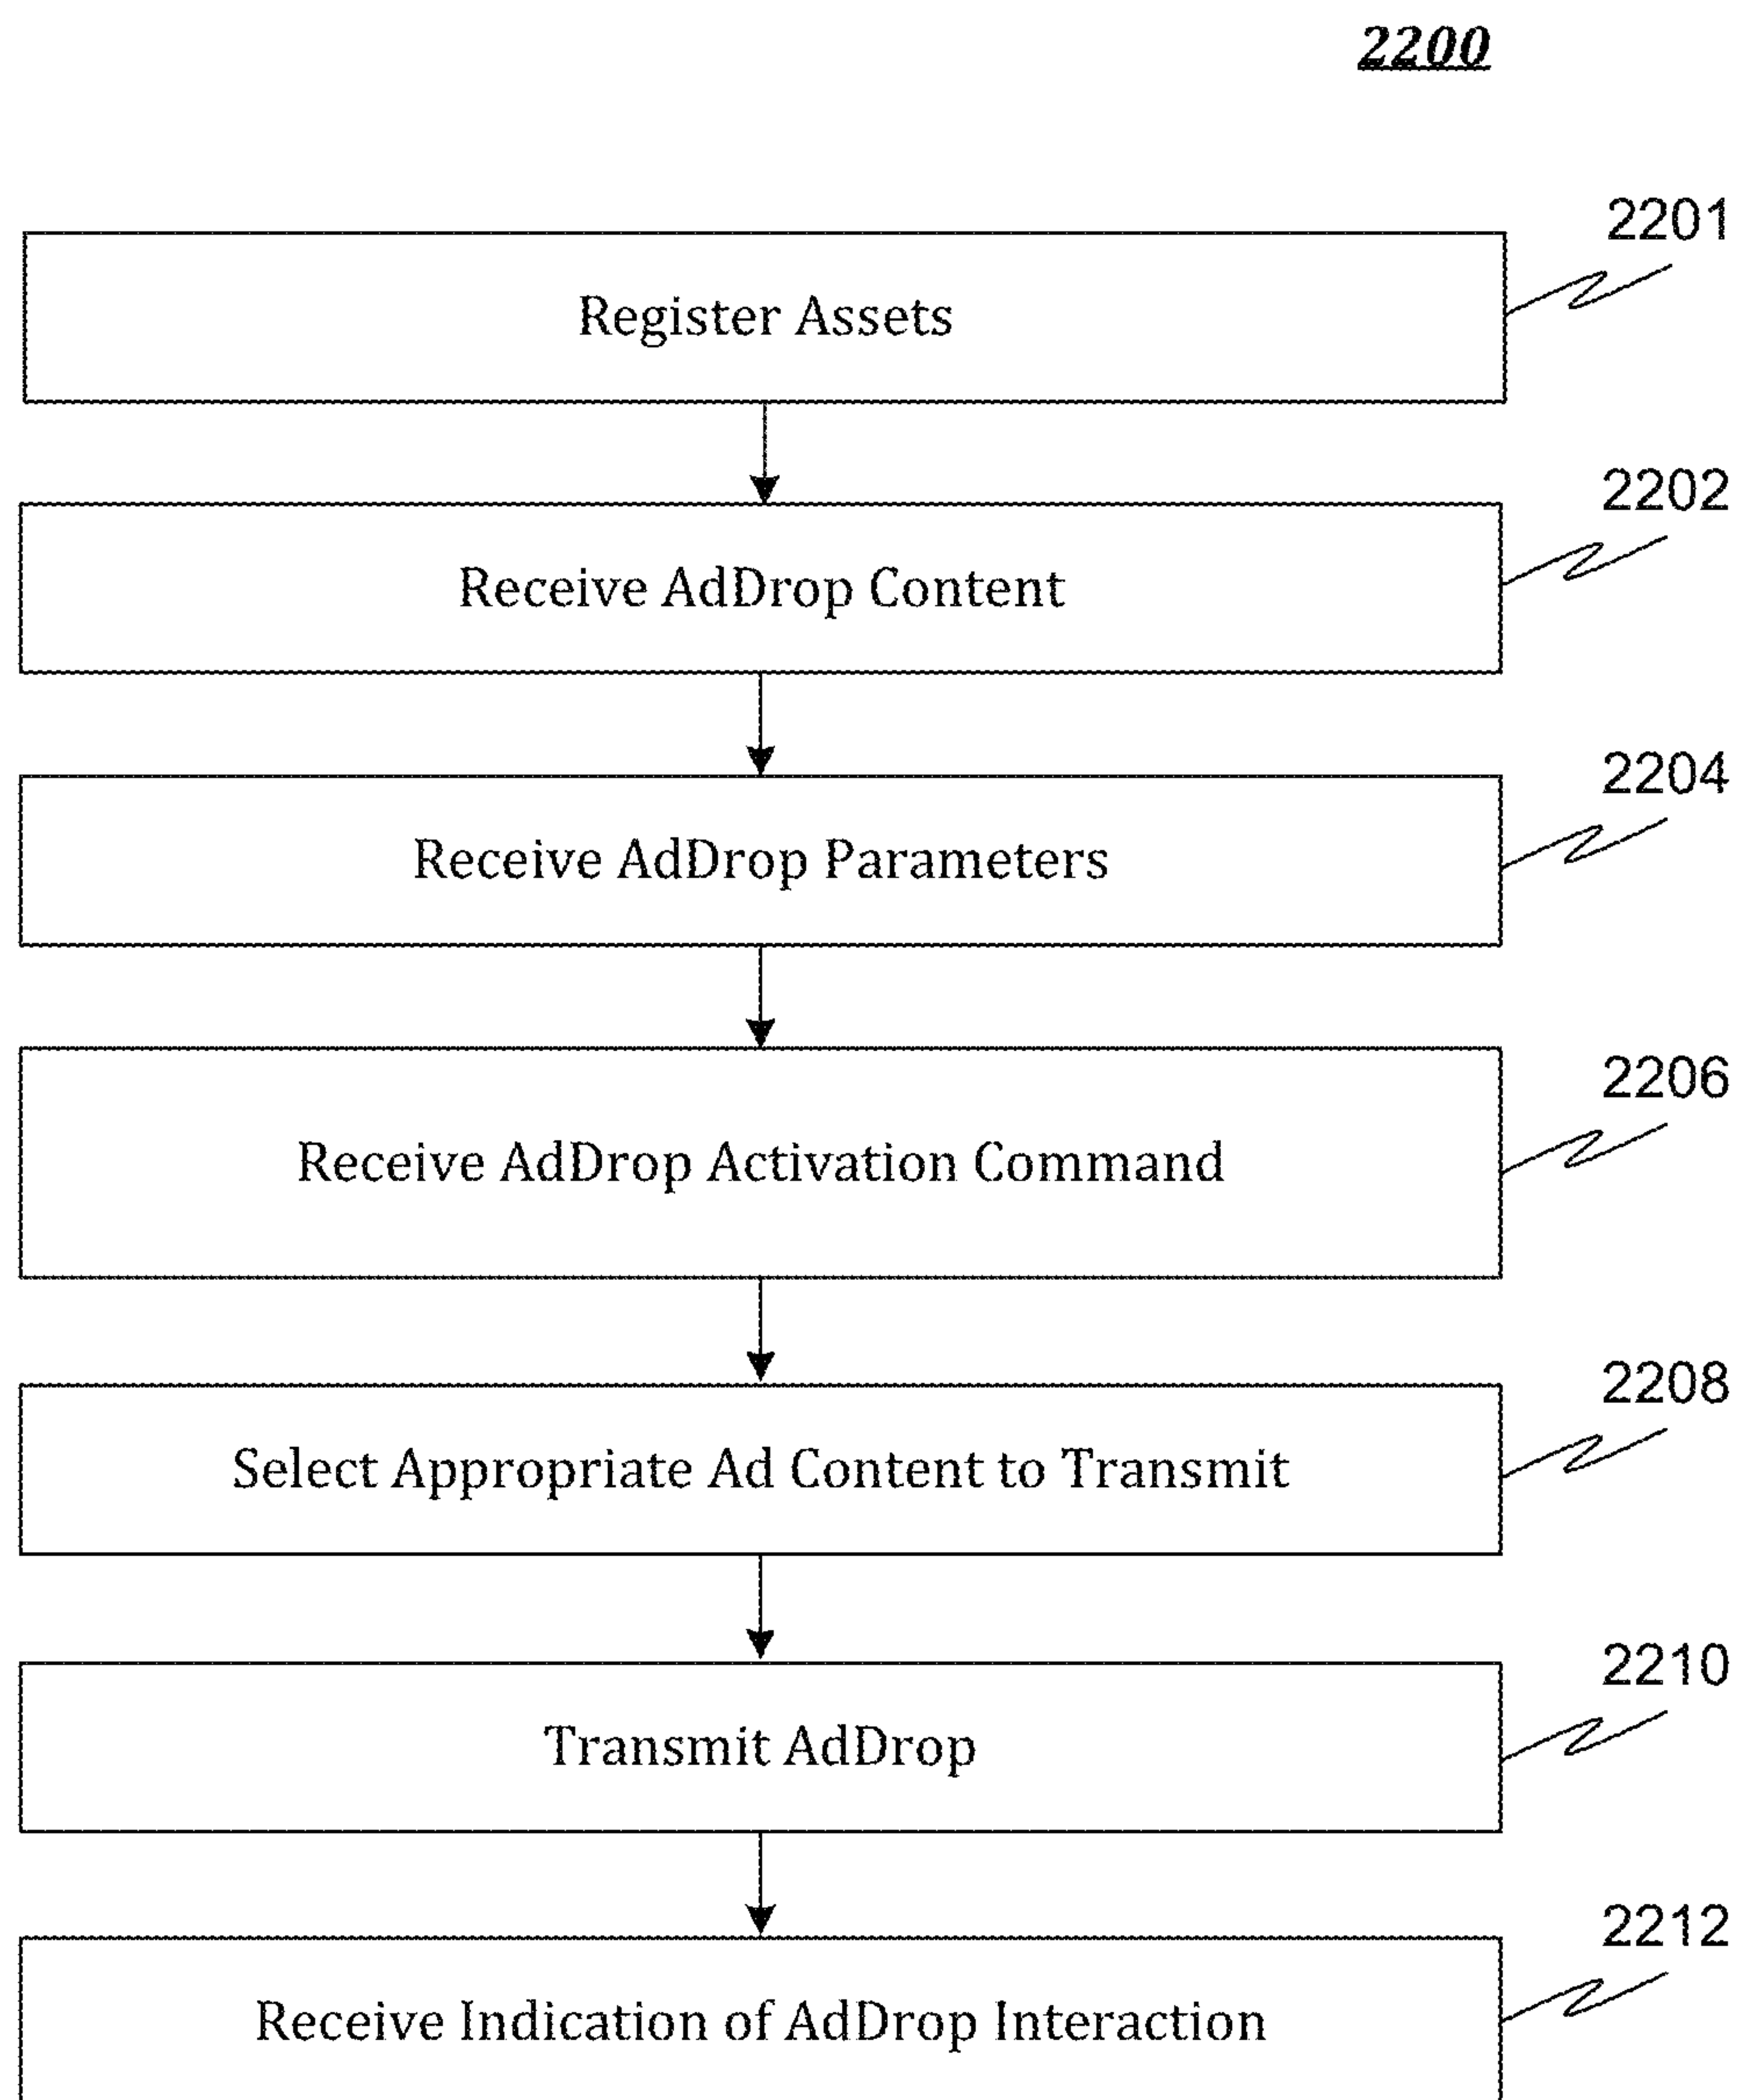 2200
2201
Register Assets
2202
Receive AdDrop Content
2204
Receive AdDrop Parameters
2206
Receive AdDrop Activation Command
2208
Select Appropriate Ad Content to Transmit
2210
Transmit AdDrop
2212
Receive Indication of AdDrop Interaction